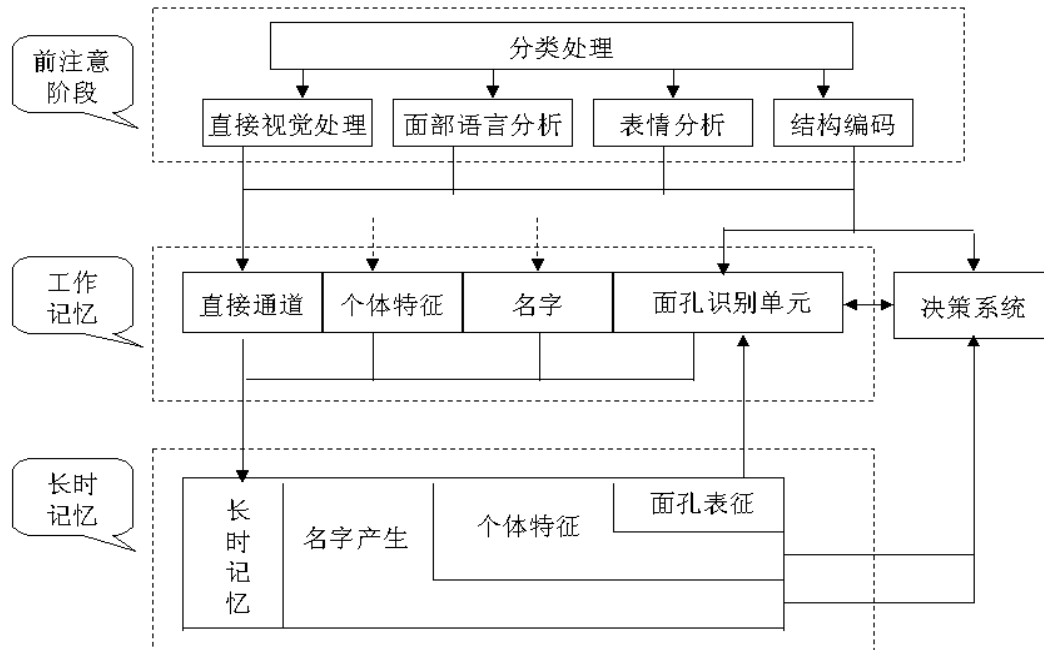 前注意
阶段
分类处理
直接视觉处理
面部语言分析
表情分析
结构编码
工作
记忆
直接通道
个体特征
名字
面孔识别单元
决策系统
长时
记忆
长
时
记
忆
名字产生
个体特征
面孔表征